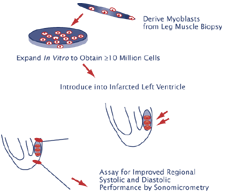 Derive Myoblasts
from Leg Muscle Biopsy
Expand In Vitro to Obtain ≥10 Million Cells
Introduce into Infarcted Left Ventricle
Assay for Improved Regional
Systolic and Diastolic
Performance by Sonomicrometry